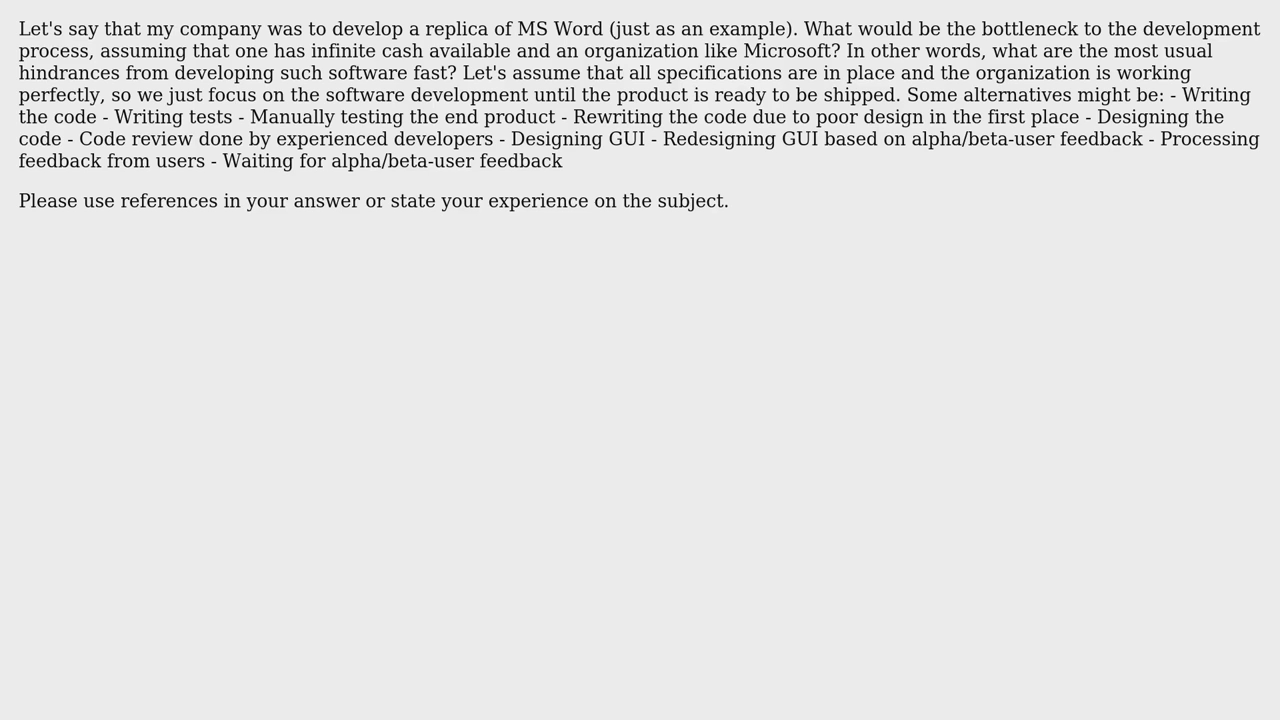 Let's say that my company was to develop a replica of MS Word (just as an example). What would be the bottleneck to the development
process, assuming that one has infinite cash available and an organization like Microsoft? In other words, what are the most usual
hindrances from developing such software fast? Let's assume that all specifications are in place and the organization is working
perfectly, so we just focus on the software development until the product is ready to be shipped. Some alternatives might be: - Writing
the code - Writing tests - Manually testing the end product - Rewriting the code due to poor design in the first place - Designing the
code - Code review done by experienced developers - Designing GUI - Redesigning GUI based on alpha/beta-user feedback - Processing
feedback from users - Waiting for alpha/beta-user feedback
Please use references in your answer or state your experience on the subject.